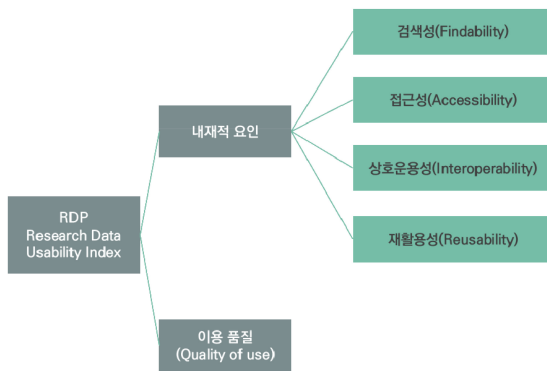 검색성(Findability)
접근성(Accessibility)
내재적 요인
상호운용성(Interoperability)
재활용성(Reusability)
RDP
Research Data
Usability Index
이용 품질
(Quality of use)